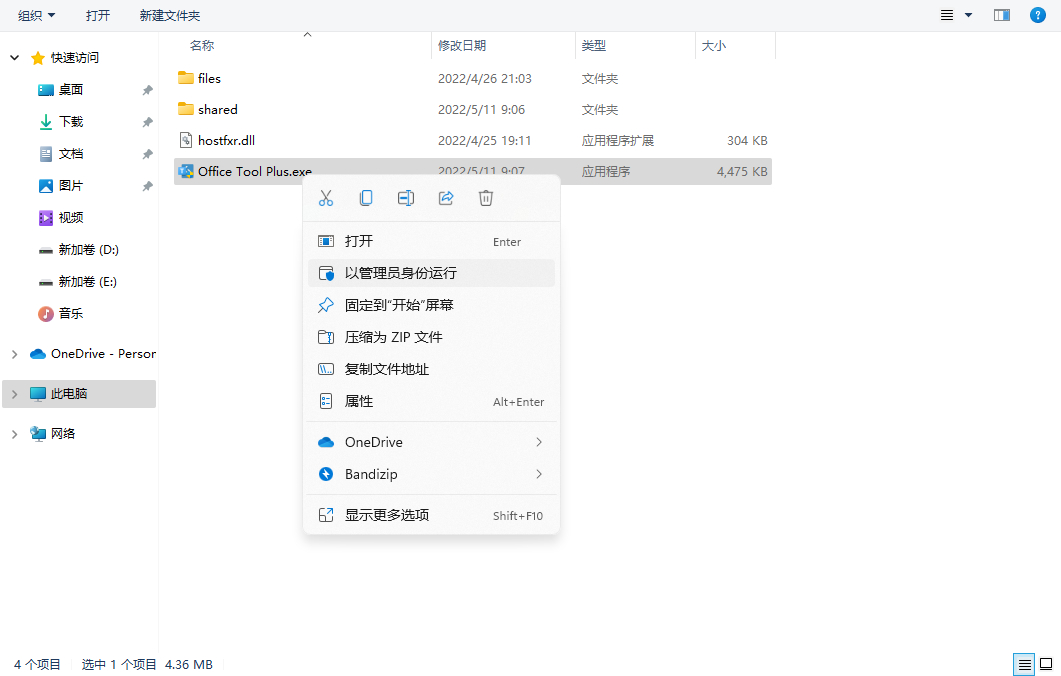 组织 打开 新建文件夹
名称 修改日期 类型 大小
快速访问
桌面
下载
文档
图片
视频
新加卷 (D:)
新加卷 (E:)
音乐
OneDrive - Person
此电脑
网络
files 2022/4/26 21:03 文件夹
shared 2022/5/11 9:06 文件夹
hostfxr.dll 2022/4/25 19:11 应用程序扩展 304 KB
Office Tool Plus.exe 2022/5/11 9:07 应用程序 4,475 KB
打开 Enter
以管理员身份运行
固定到"开始"屏幕
压缩为 ZIP 文件
复制文件地址
属性 Alt+Enter
OneDrive
Bandizip
显示更多选项 Shift+F10
4 个项目 选中 1 个项目 4.36 MB